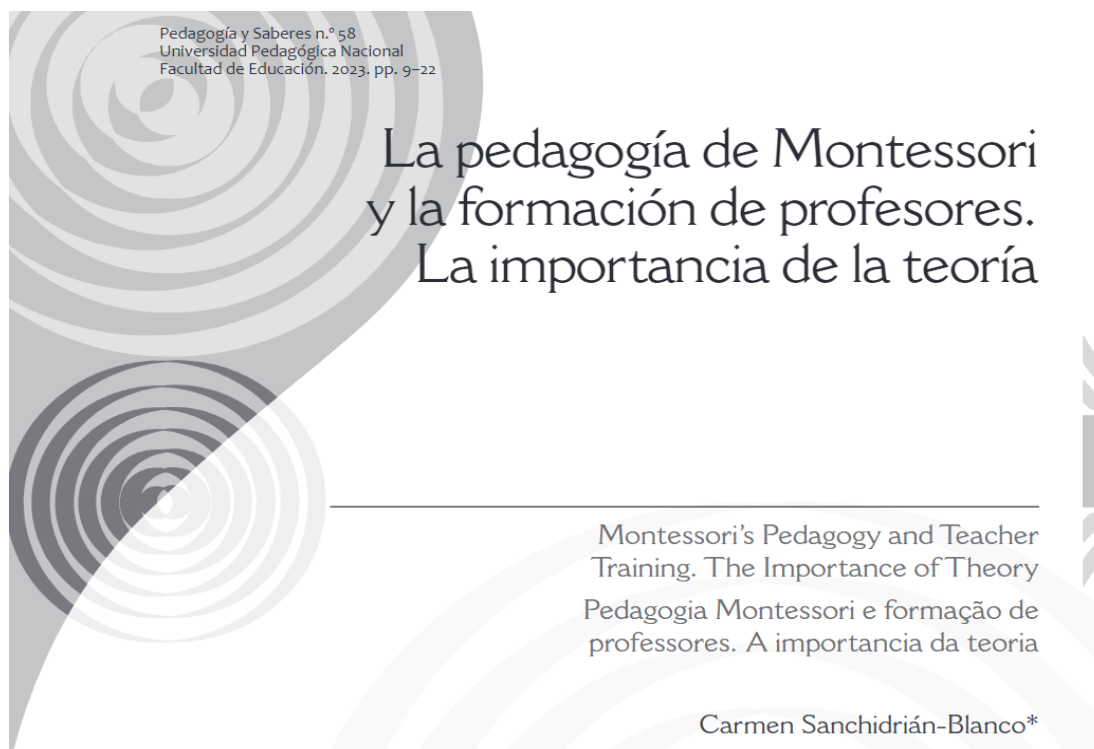 Pedagogía y Saberes n.º 58
Universidad Pedagógica Nacional
Facultad de Educación. 2023. pp. 9–22
La pedagogía de Montessori
y la formación de profesores.
La importancia de la teoría
Montessori’s Pedagogy and Teacher
Training. The Importance of Theory
Pedagogia Montessori e formação de
professores. A importancia da teoria
Carmen Sanchidrián-Blanco*